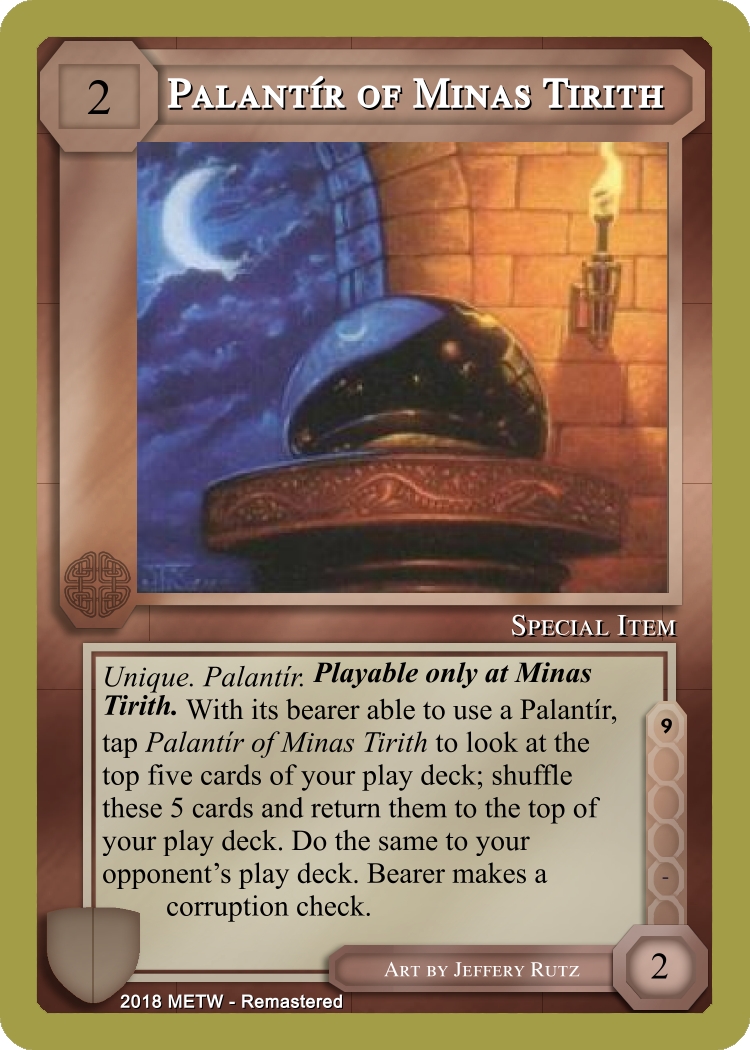 2
Palantír of Minas Tirith
Special Item
Unique. Palantír. Playable only at Minas
Tirith. With its bearer able to use a Palantír,
tap Palantír of Minas Tirith to look at the
top five cards of your play deck; shuffle
these 5 cards and return them to the top of
your play deck. Do the same to your
opponent’s play deck. Bearer makes a
corruption check.
9
-
2
Art by Jeffery Rutz
2018 METW - Remastered